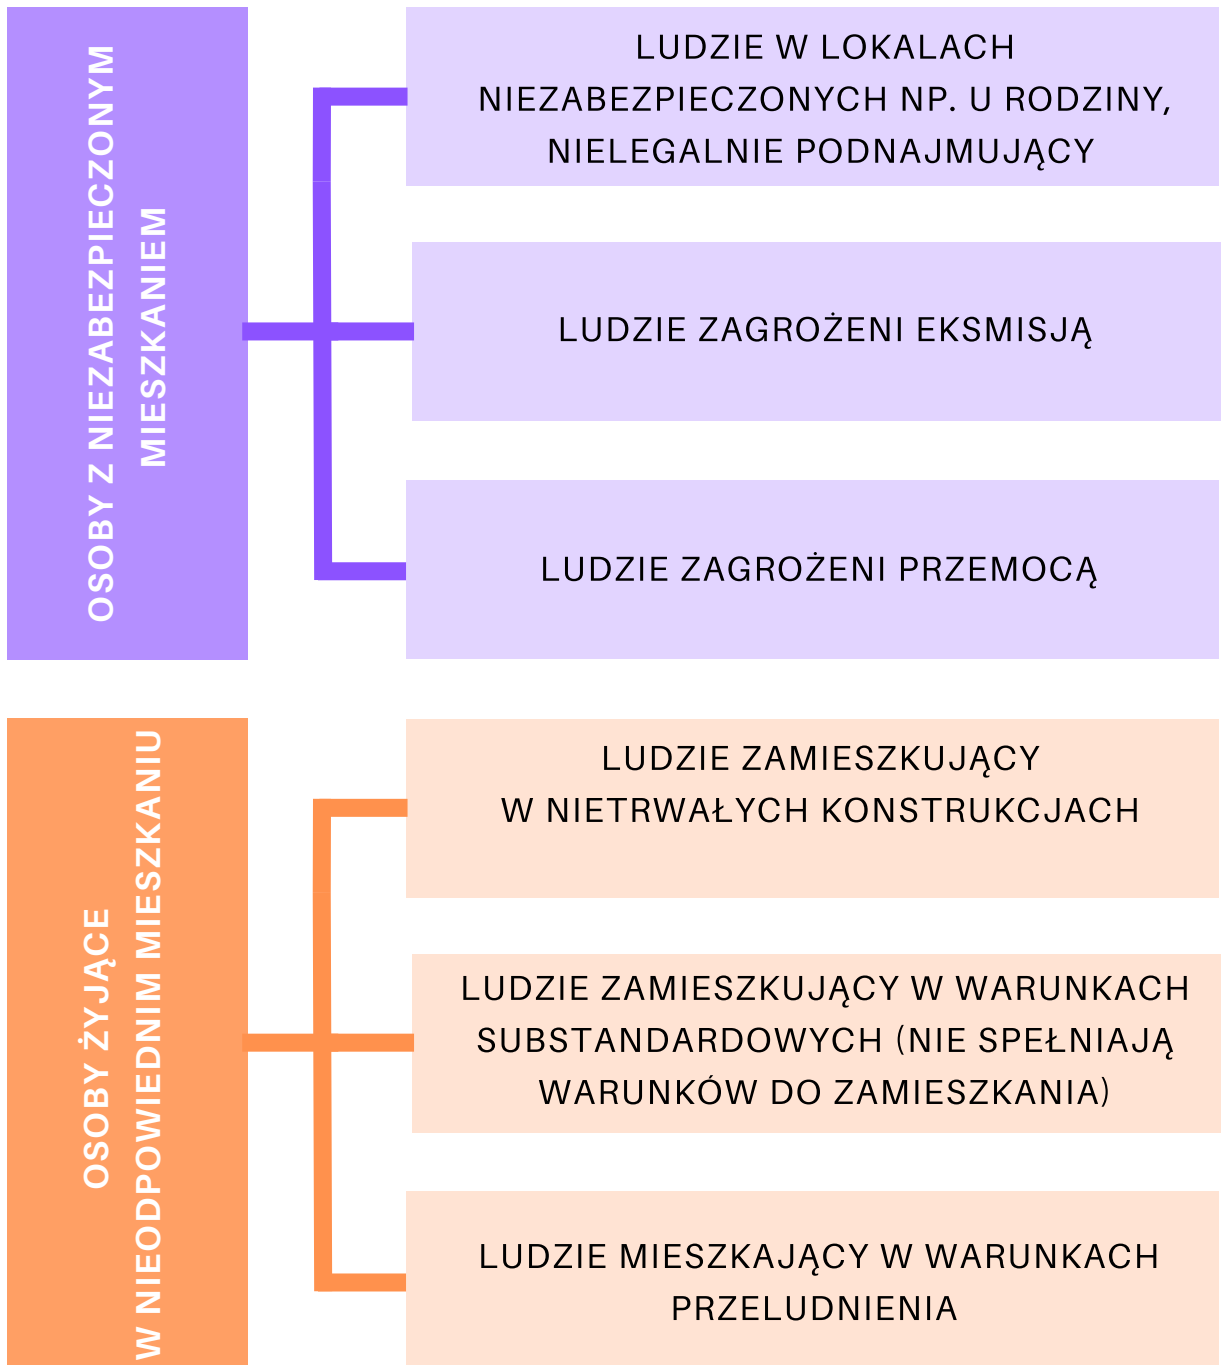 OSOBY Z NIEZABEZPIECZONYM
MIESZKANIEM
LUDZIE W LOKALACH
NIEZABEZPIECZONYCH NP. U RODZINY,
NIELEGALNIE PODNAJMUJĄCY
LUDZIE ZAGROŻENI EKSMISJĄ
LUDZIE ZAGROŻENI PRZEMOCĄ
OSOBY ŻYJĄCE
W NIEODPOWIEDNIM MIESZKANIU
LUDZIE ZAMIESZKUJĄCY
W NIETRWAŁYCH KONSTRUKCJACH
LUDZIE ZAMIESZKUJĄCY W WARUNKACH
SUBSTANDARDOWYCH (NIE SPEŁNIAJĄ
WARUNKÓW DO ZAMIESZKANIA)
LUDZIE MIESZKAJĄCY W WARUNKACH
PRZELUDNIENIA